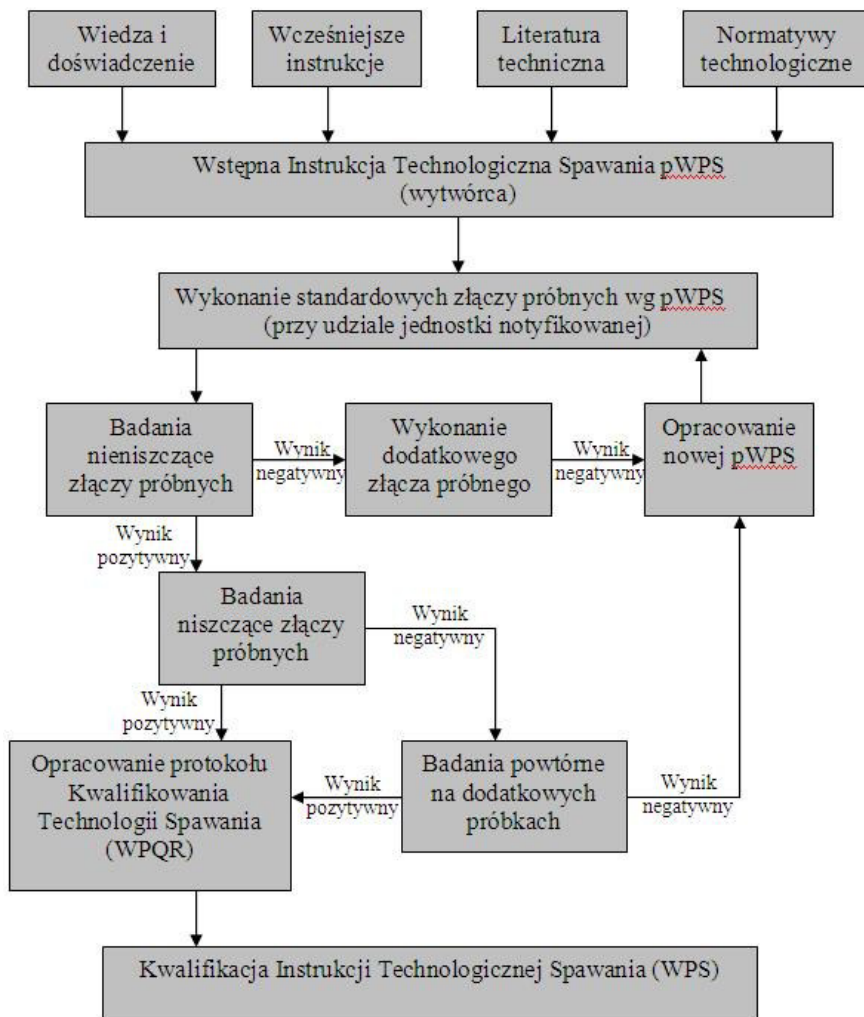 Wiedza i
doświadczenie
Wcześniejsze
instrukcje
Literatura
techniczna
Normatywy
technologiczne
Wstępna Instrukcja Technologiczna Spawania pWPS
(wytwórca)
Wykonanie standardowych złączy próbnych wg pWPS
(przy udziale jednostki notyfikowanej)
Badania
nieniszczące
złączy próbnych
Wynik
negatywny
Wykonanie
dodatkowego
złącza próbnego
Wynik
negatywny
Opracowanie
nowej pWPS
Wynik
pozytywny
Badania
niszczące złączy
próbnych
Wynik
negatywny
Wynik
pozytywny
Opracowanie protokołu
Kwalifikowania
Technologii Spawania
(WPQR)
Wynik
pozytywny
Badania powtórne
na dodatkowych
próbkach
Wynik
negatywny
Kwalifikacja Instrukcji Technologicznej Spawania (WPS)